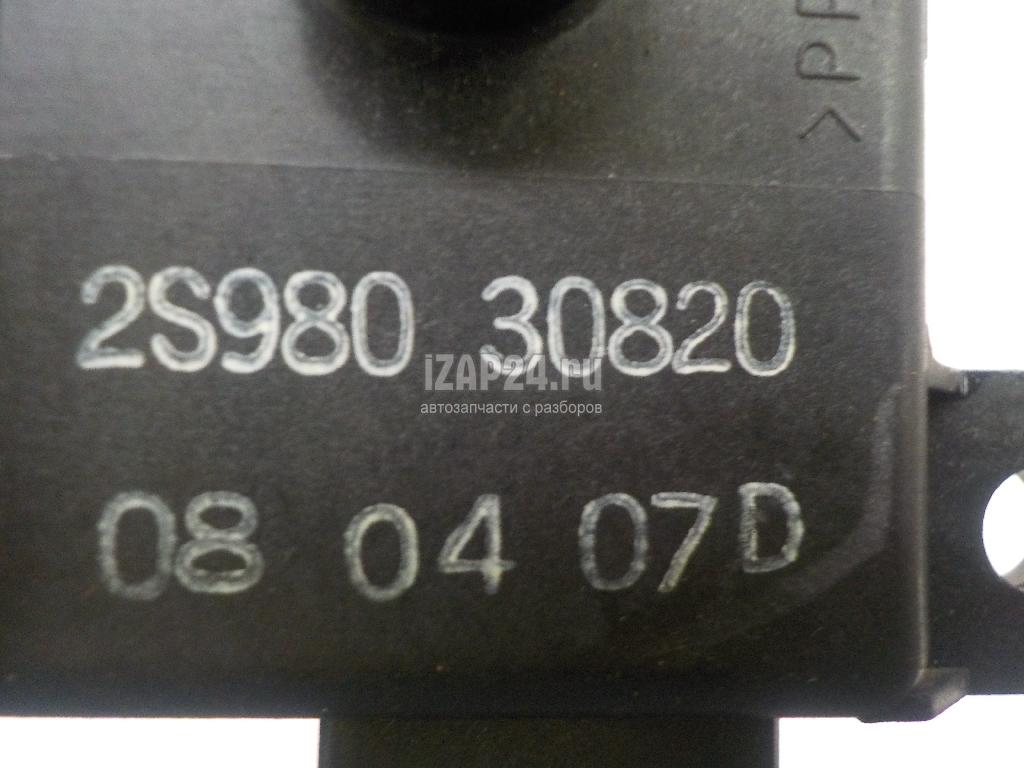 >PP
2S980 30820
iZAP24.ru
автозапчасти с разборов
08 04 07D